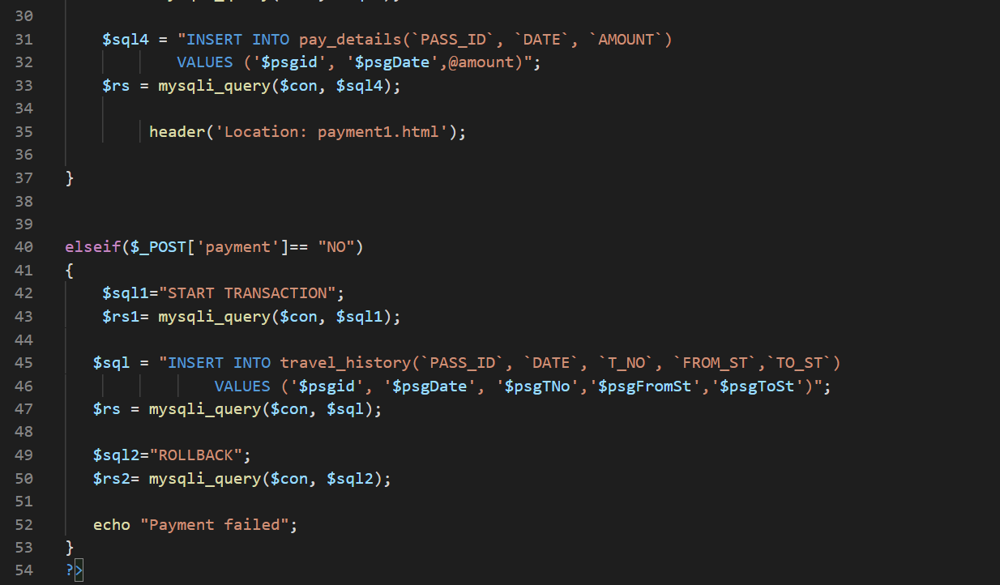 30
31 $sql4 = "INSERT INTO pay_details(`PASS_ID`, `DATE`, `AMOUNT`)
32 VALUES ('$psgid', '$psgDate',@amount)";
33 $rs = mysqli_query($con, $sql4);
34
35 header('Location: payment1.html');
36
37 }
38
39
40 elseif($_POST['payment']== "NO")
41 {
42 $sql1="START TRANSACTION";
43 $rs1= mysqli_query($con, $sql1);
44
45 $sql = "INSERT INTO travel_history(`PASS_ID`, `DATE`, `T_NO`, `FROM_ST`,`TO_ST`)
46 VALUES ('$psgid', '$psgDate', '$psgTNo','$psgFromSt','$psgToSt')";
47 $rs = mysqli_query($con, $sql);
48
49 $sql2="ROLLBACK";
50 $rs2= mysqli_query($con, $sql2);
51
52 echo "Payment failed";
53 }
54 ?>